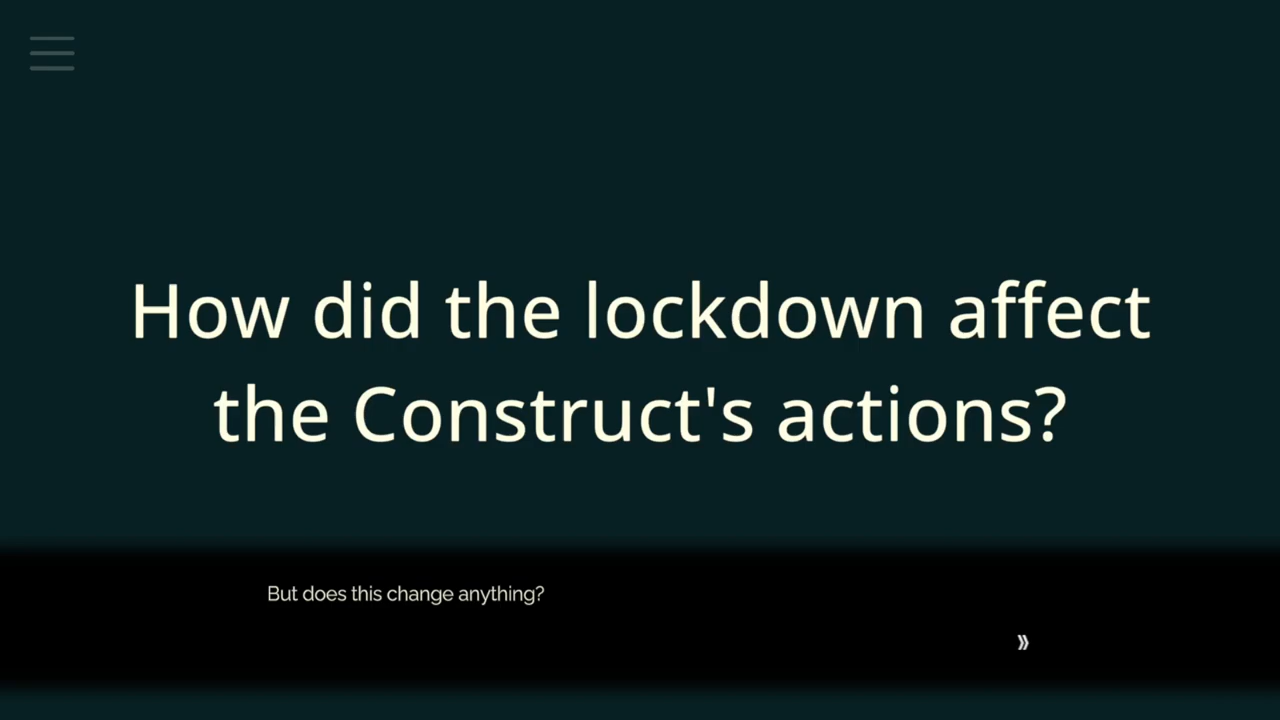 How did the lockdown affect
the Construct's actions?
But does this change anything?